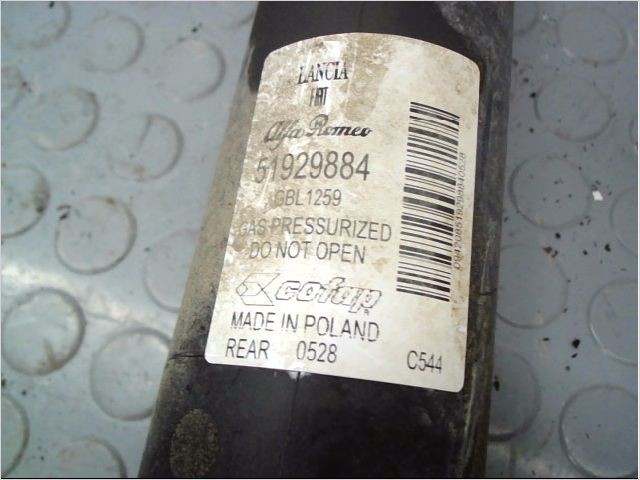 LANCIA
FIAT
Alfa Romeo
51929884
GBL1259
GAS PRESSURIZED
DO NOT OPEN
cofap
MADE IN POLAND
REAR 0528 C544